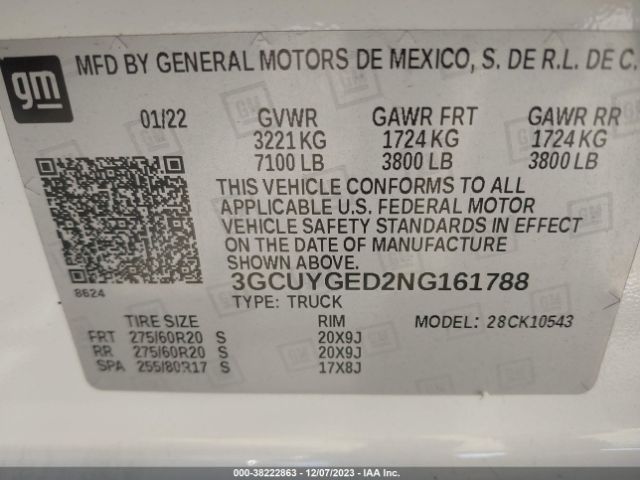 gm
MFD BY GENERAL MOTORS DE MEXICO, S. DE R.L. DE C.
01/22 GVWR GAWR FRT GAWR RR
3221 KG 1724 KG 1724 KG
7100 LB 3800 LB 3800 LB
THIS VEHICLE CONFORMS TO ALL
APPLICABLE U.S. FEDERAL MOTOR
VEHICLE SAFETY STANDARDS IN EFFECT
ON THE DATE OF MANUFACTURE
SHOWN ABOVE.
8624
3GCUYGED2NG161788
TYPE: TRUCK
TIRE SIZE RIM MODEL: 28CK10543
FRT 275/60R20 S 20X9J
RR 275/60R20 S 20X9J
SPA 255/80R17 S 17X8J
© 3-38222863 - 12/07/2023 - IAA Inc.